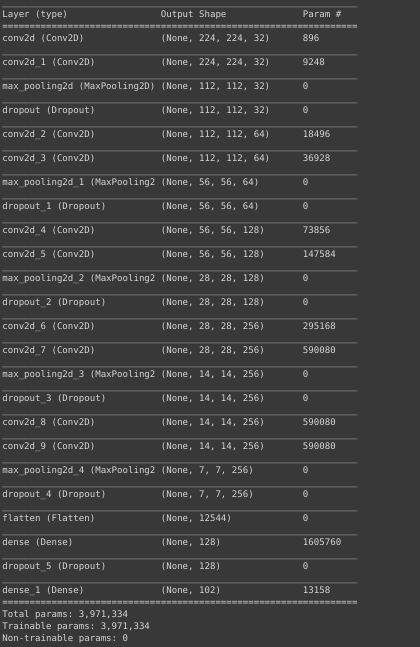 Layer (type) Output Shape Param #
=================================================================
conv2d (Conv2D) (None, 224, 224, 32) 896
conv2d_1 (Conv2D) (None, 224, 224, 32) 9248
max_pooling2d (MaxPooling2D) (None, 112, 112, 32) 0
dropout (Dropout) (None, 112, 112, 32) 0
conv2d_2 (Conv2D) (None, 112, 112, 64) 18496
conv2d_3 (Conv2D) (None, 112, 112, 64) 36928
max_pooling2d_1 (MaxPooling2 (None, 56, 56, 64) 0
dropout_1 (Dropout) (None, 56, 56, 64) 0
conv2d_4 (Conv2D) (None, 56, 56, 128) 73856
conv2d_5 (Conv2D) (None, 56, 56, 128) 147584
max_pooling2d_2 (MaxPooling2 (None, 28, 28, 128) 0
dropout_2 (Dropout) (None, 28, 28, 128) 0
conv2d_6 (Conv2D) (None, 28, 28, 256) 295168
conv2d_7 (Conv2D) (None, 28, 28, 256) 590080
max_pooling2d_3 (MaxPooling2 (None, 14, 14, 256) 0
dropout_3 (Dropout) (None, 14, 14, 256) 0
conv2d_8 (Conv2D) (None, 14, 14, 256) 590080
conv2d_9 (Conv2D) (None, 14, 14, 256) 590080
max_pooling2d_4 (MaxPooling2 (None, 7, 7, 256) 0
dropout_4 (Dropout) (None, 7, 7, 256) 0
flatten (Flatten) (None, 12544) 0
dense (Dense) (None, 128) 1605760
dropout_5 (Dropout) (None, 128) 0
dense_1 (Dense) (None, 102) 13158
=================================================================
Total params: 3,971,334
Trainable params: 3,971,334
Non-trainable params: 0